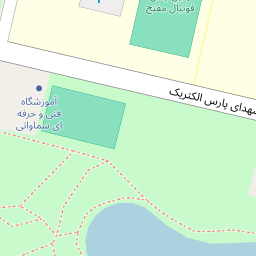 فوتبال مفتح
شهدای پارس الکتریک
آموزشگاه
فنی و حرفه
ای سماواتی